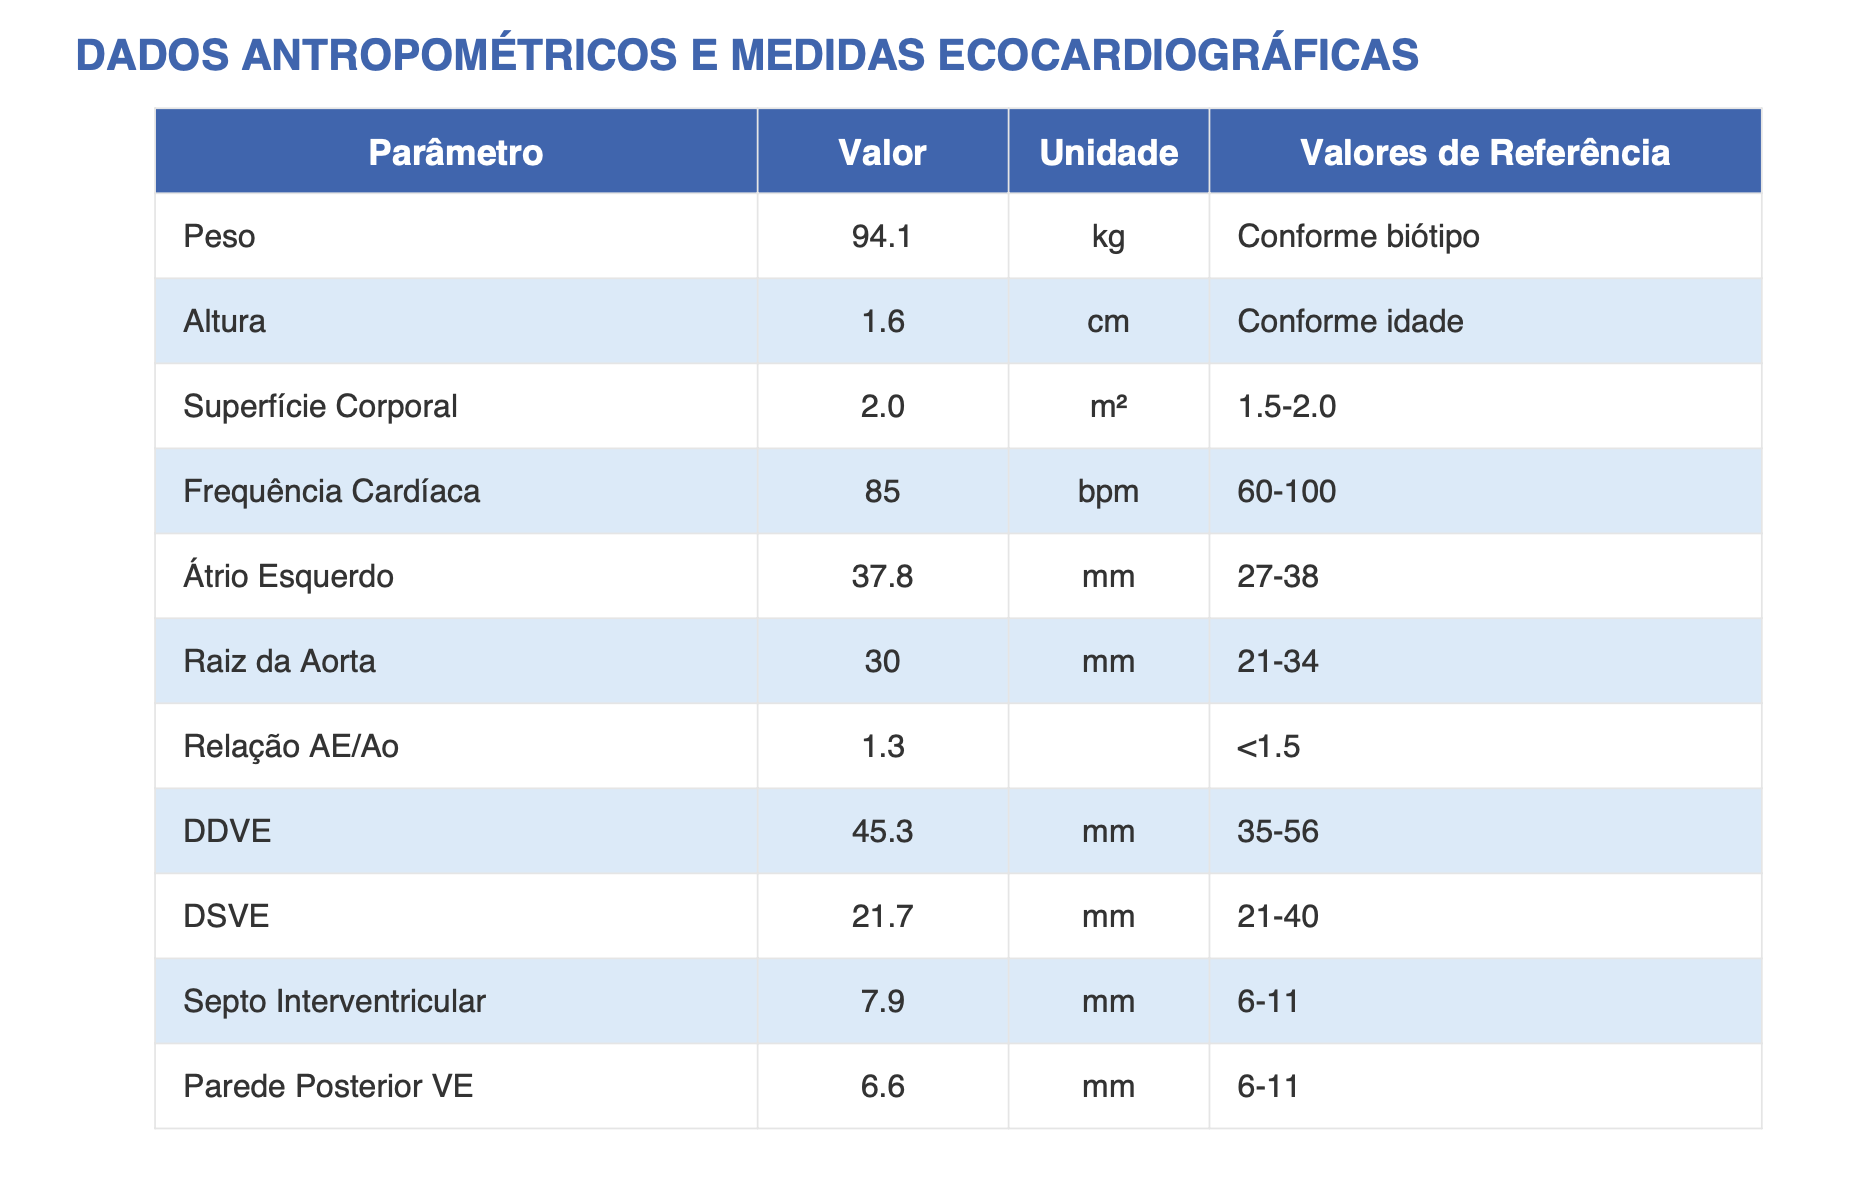 DADOS ANTROPOMÉTRICOS E MEDIDAS ECOCARDIOGRÁFICAS
Parâmetro Valor Unidade Valores de Referência
Peso 94.1 kg Conforme biótipo
Altura 1.6 cm Conforme idade
Superfície Corporal 2.0 m² 1.5-2.0
Frequência Cardíaca 85 bpm 60-100
Átrio Esquerdo 37.8 mm 27-38
Raiz da Aorta 30 mm 21-34
Relação AE/Ao 1.3 <1.5
DDVE 45.3 mm 35-56
DSVE 21.7 mm 21-40
Septo Interventricular 7.9 mm 6-11
Parede Posterior VE 6.6 mm 6-11